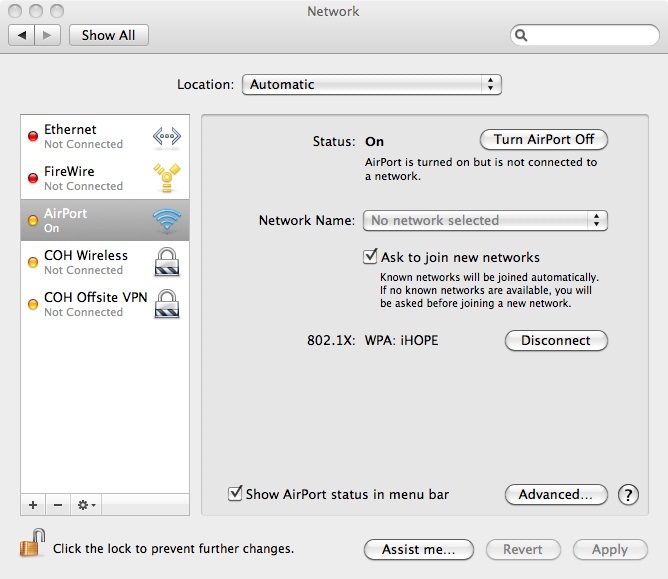 Network
Show All
Location: Automatic
Ethernet
Not Connected
FireWire
Not Connected
AirPort
On
COH Wireless
Not Connected
COH Offsite VPN
Not Connected
Status: On
Turn AirPort Off
AirPort is turned on but is not connected to
a network.
Network Name: No network selected
Ask to join new networks
Known networks will be joined automatically.
If no known networks are available, you will
be asked before joining a new network.
802.1X: WPA: iHOPE
Disconnect
Show AirPort status in menu bar
Advanced...
?
Click the lock to prevent further changes.
Assist me...
Revert
Apply